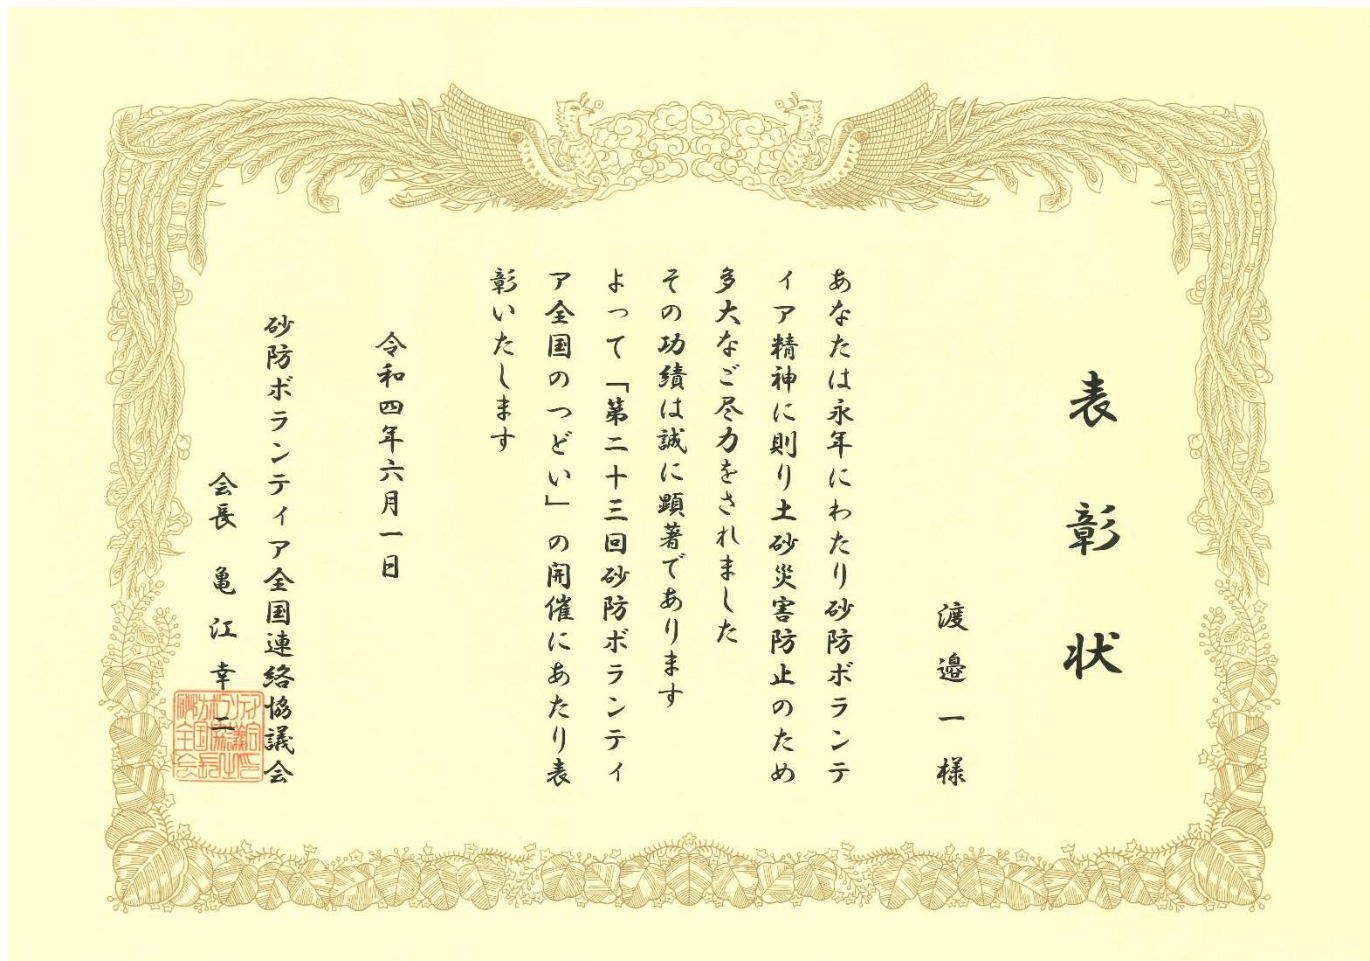 表彰状
渡邉一様
あなたは永年にわたり砂防ボランテ
ィア精神に則り土砂災害防止のため
多大なご尽力をされました
その功績は誠に顕著であります
よって「第二十三回砂防ボランティ
ア全国のつどい」の開催にあたり表
彰いたします
令和四年六月一日
砂防ボランティア全国連絡協議会
会長 亀江幸二